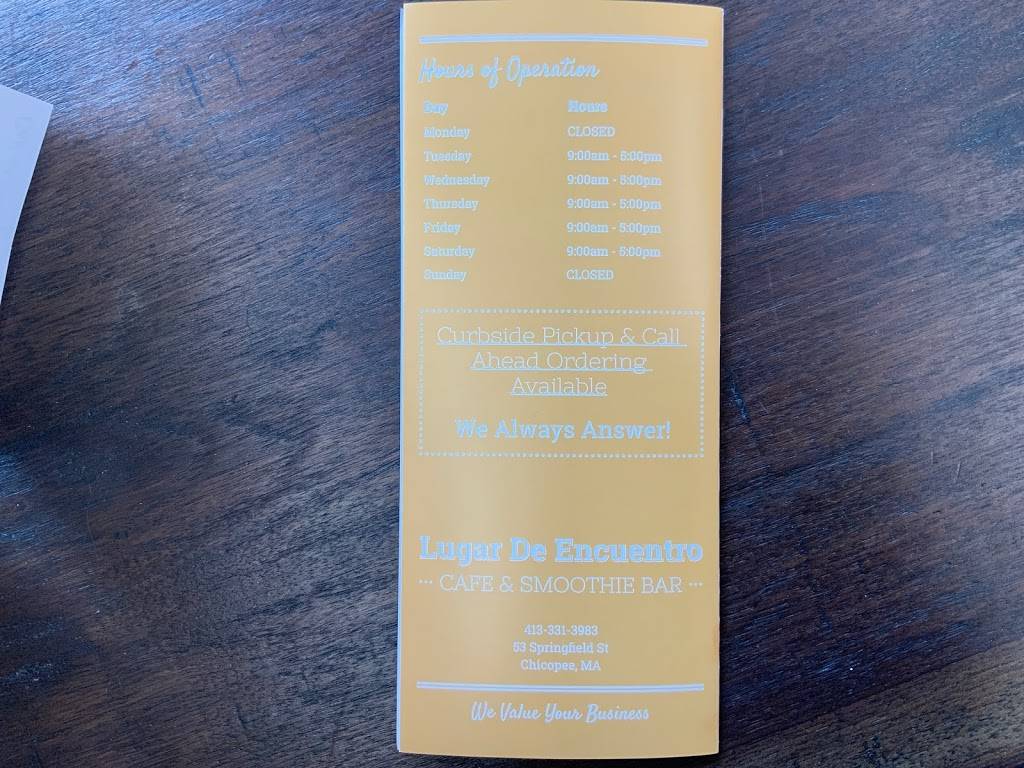 Hours of Operation
Day Hours
Monday CLOSED
Tuesday 9:00am - 5:00pm
Wednesday 9:00am - 5:00pm
Thursday 9:00am - 5:00pm
Friday 9:00am - 5:00pm
Saturday 9:00am - 5:00pm
Sunday CLOSED
Curbside Pickup & Call
Ahead Ordering
Available
We Always Answer!
Lugar De Encuentro
··· CAFE & SMOOTHIE BAR ···
413-331-3983
53 Springfield St
Chicopee, MA
We Value Your Business